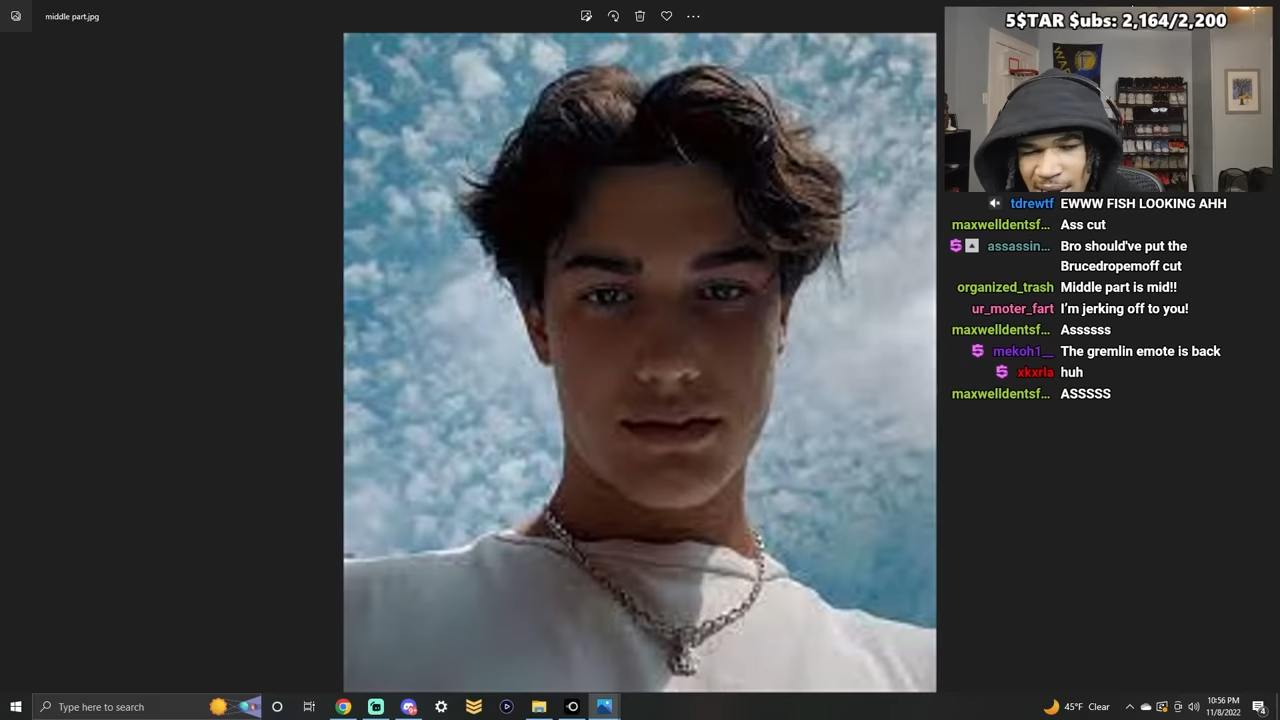 middle part.jpg
5$TAR $ubs: 2,164/2,200
tdrewtf EWWW FISH LOOKING AHH
maxwelldentsf... Ass cut
assassin... Bro should've put the
Brucedropemoff cut
organized_trash Middle part is mid!!
ur_moter_fart I'm jerking off to you!
maxwelldentsf... Assssss
mekoh1__ The gremlin emote is back
xkxrla huh
maxwelldentsf... ASSSSS
Type here to search
45°F Clear
10:56 PM
11/8/2022